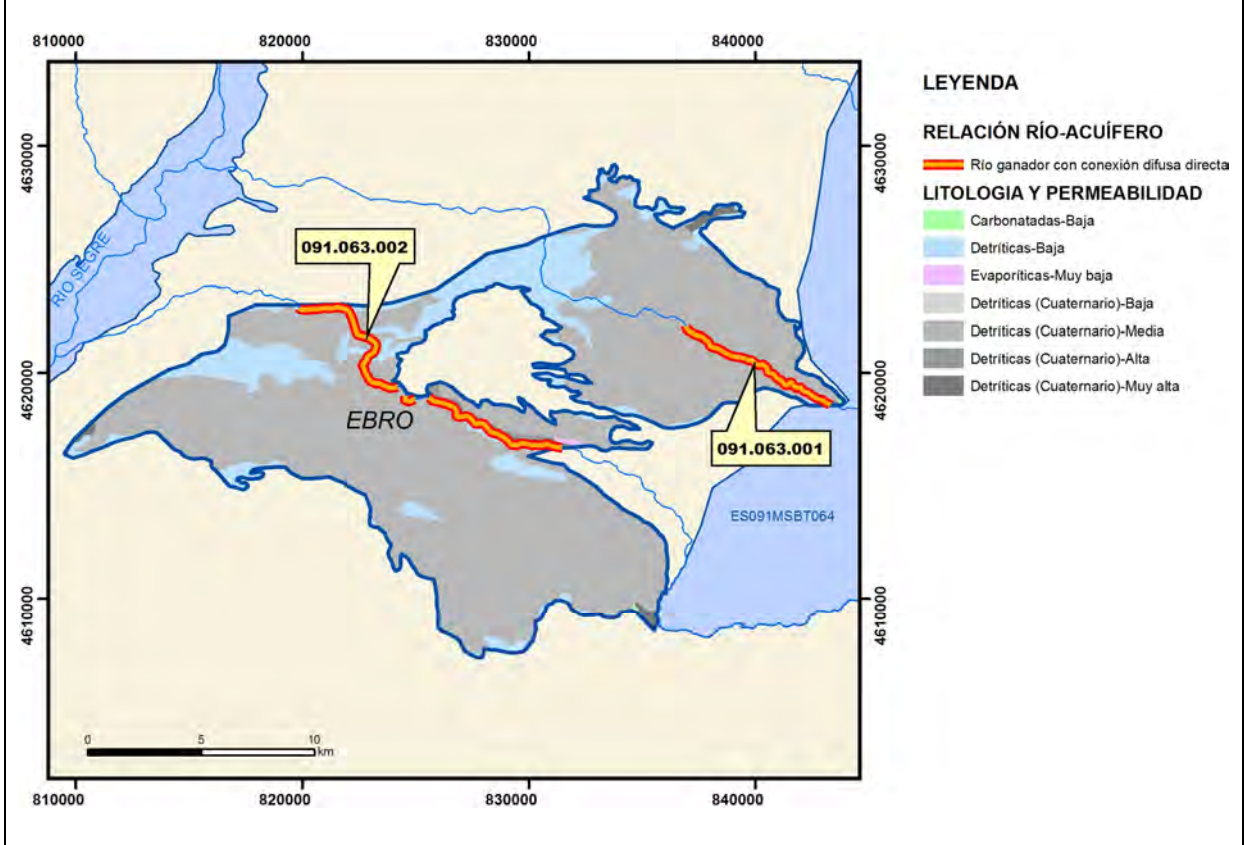 810000 820000 830000 840000
4630000 4630000
4620000 4620000
4610000 4610000
RIO SEGRE
091.063.002
EBRO
091.063.001
ES091MSBT064
0 5 10
km
810000 820000 830000 840000
LEYENDA
RELACIÓN RÍO-ACUÍFERO
Río ganador con conexión difusa directa
LITOLOGIA Y PERMEABILIDAD
Carbonatadas-Baja
Detríticas-Baja
Evaporíticas-Muy baja
Detríticas (Cuaternario)-Baja
Detríticas (Cuaternario)-Media
Detríticas (Cuaternario)-Alta
Detríticas (Cuaternario)-Muy alta